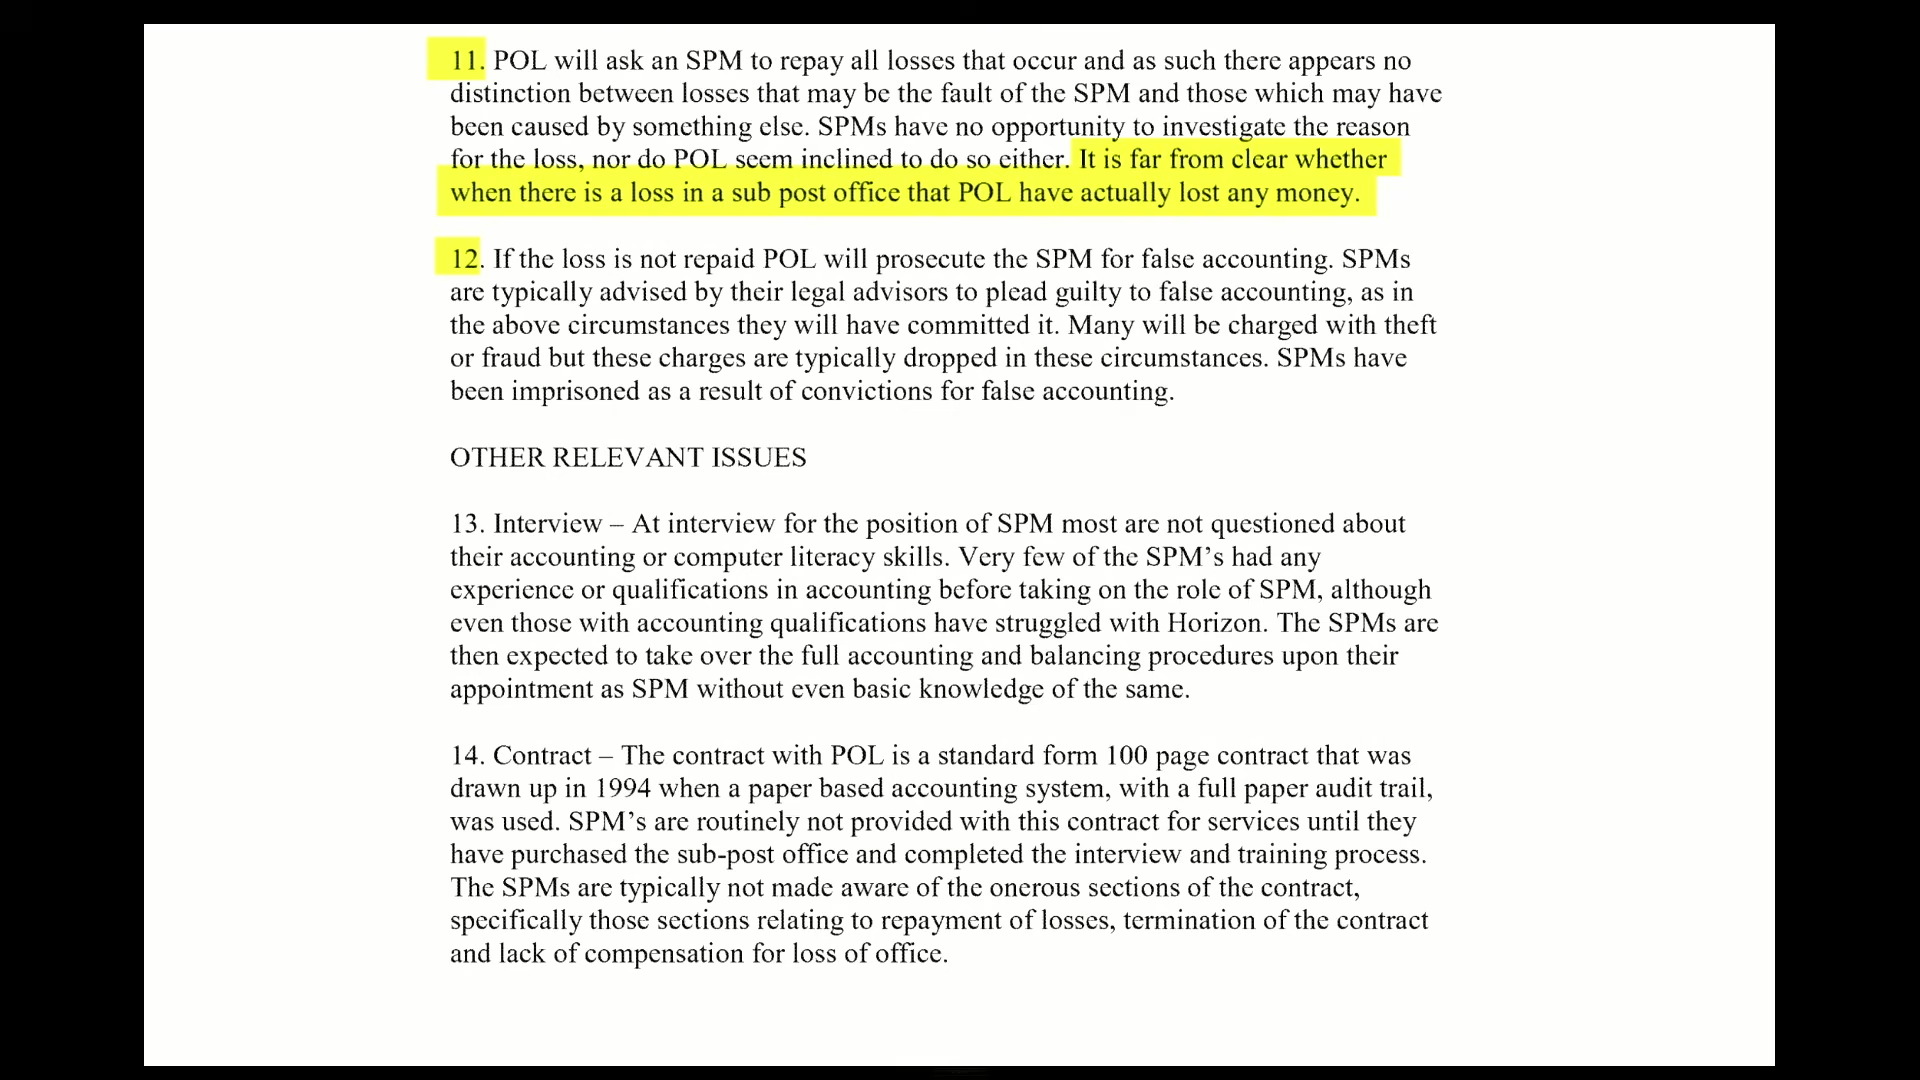 11. POL will ask an SPM to repay all losses that occur and as such there appears no
distinction between losses that may be the fault of the SPM and those which may have
been caused by something else. SPMs have no opportunity to investigate the reason
for the loss, nor do POL seem inclined to do so either. It is far from clear whether
when there is a loss in a sub post office that POL have actually lost any money.
12. If the loss is not repaid POL will prosecute the SPM for false accounting. SPMs
are typically advised by their legal advisors to plead guilty to false accounting, as in
the above circumstances they will have committed it. Many will be charged with theft
or fraud but these charges are typically dropped in these circumstances. SPMs have
been imprisoned as a result of convictions for false accounting.
OTHER RELEVANT ISSUES
13. Interview – At interview for the position of SPM most are not questioned about
their accounting or computer literacy skills. Very few of the SPM’s had any
experience or qualifications in accounting before taking on the role of SPM, although
even those with accounting qualifications have struggled with Horizon. The SPMs are
then expected to take over the full accounting and balancing procedures upon their
appointment as SPM without even basic knowledge of the same.
14. Contract – The contract with POL is a standard form 100 page contract that was
drawn up in 1994 when a paper based accounting system, with a full paper audit trail,
was used. SPM’s are routinely not provided with this contract for services until they
have purchased the sub-post office and completed the interview and training process.
The SPMs are typically not made aware of the onerous sections of the contract,
specifically those sections relating to repayment of losses, termination of the contract
and lack of compensation for loss of office.